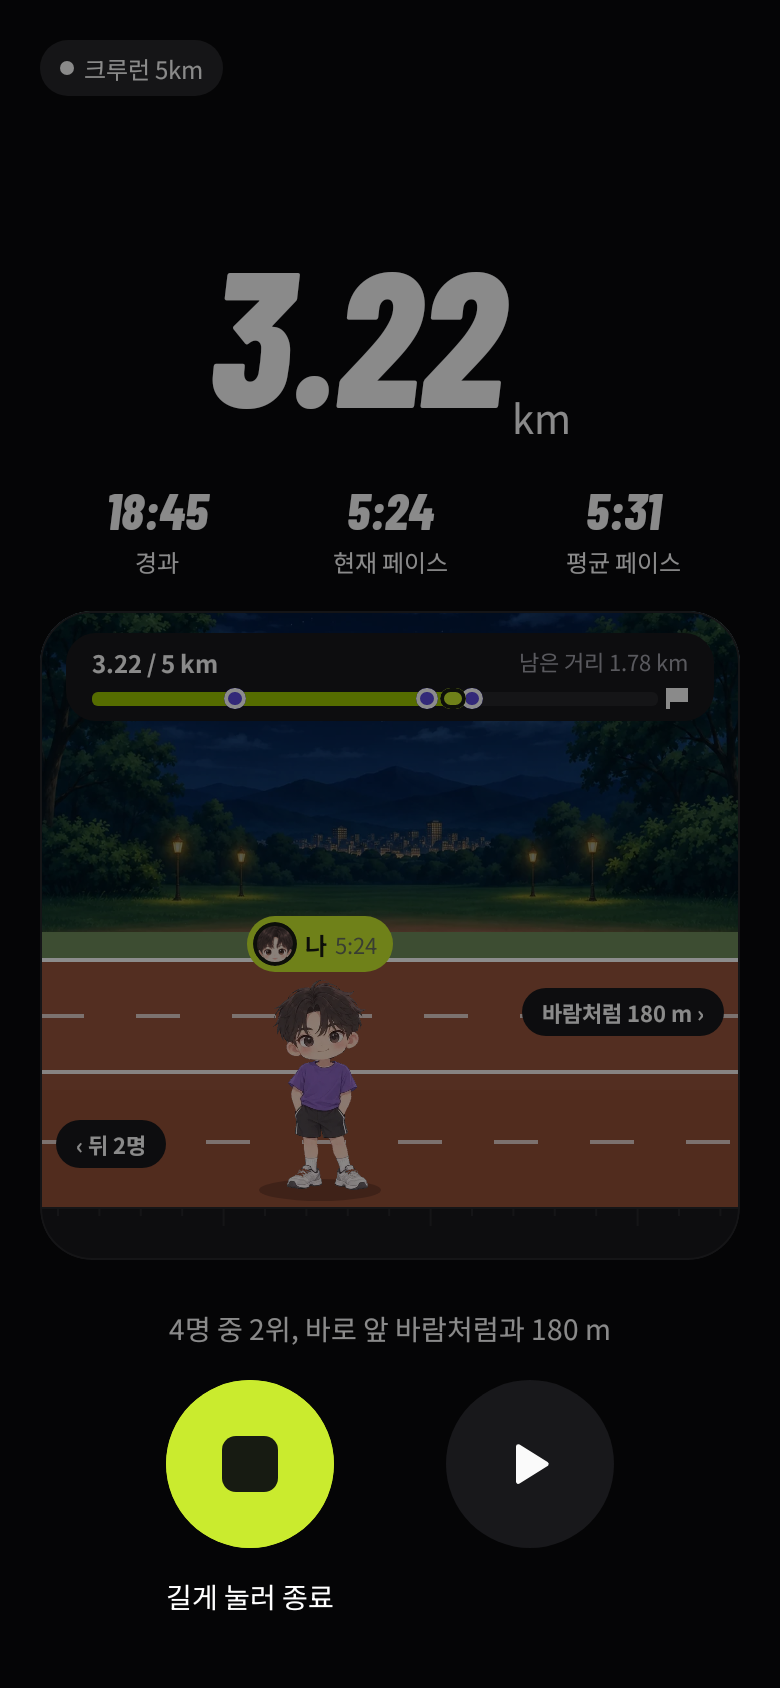 크루런 5km
3.22 km
18:45 5:24 5:31
경과 현재 페이스 평균 페이스
3.22 / 5 km 남은 거리 1.78 km
나 5:24
바람처럼 180 m ›
‹ 뒤 2명
4명 중 2위, 바로 앞 바람처럼과 180 m
길게 눌러 종료